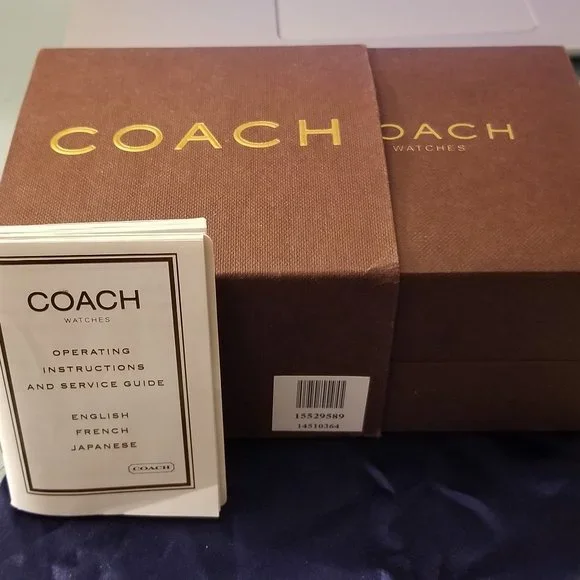 COACH
OACH
WATCHES
COACH
WATCHES
OPERATING
INSTRUCTIONS
AND SERVICE GUIDE
ENGLISH
FRENCH
JAPANESE
COACH
15529589
14510364